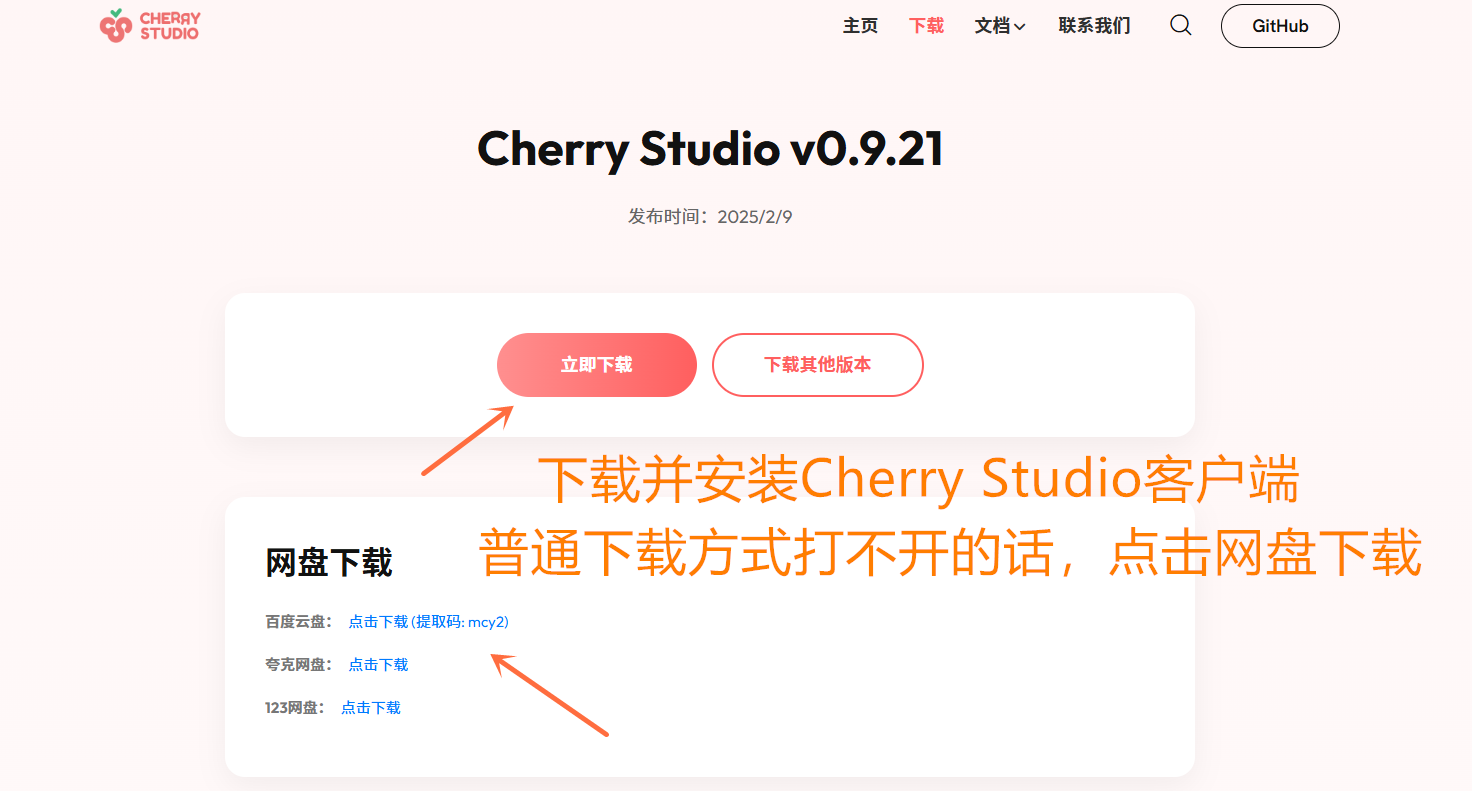 CHERRY
STUDIO
主页 下载 文档 联系我们 GitHub
Cherry Studio v0.9.21
发布时间：2025/2/9
立即下载 下载其他版本
下载并安装Cherry Studio客户端
普通下载方式打不开的话，点击网盘下载
网盘下载
百度云盘： 点击下载 (提取码: mcy2)
夸克网盘： 点击下载
123网盘： 点击下载